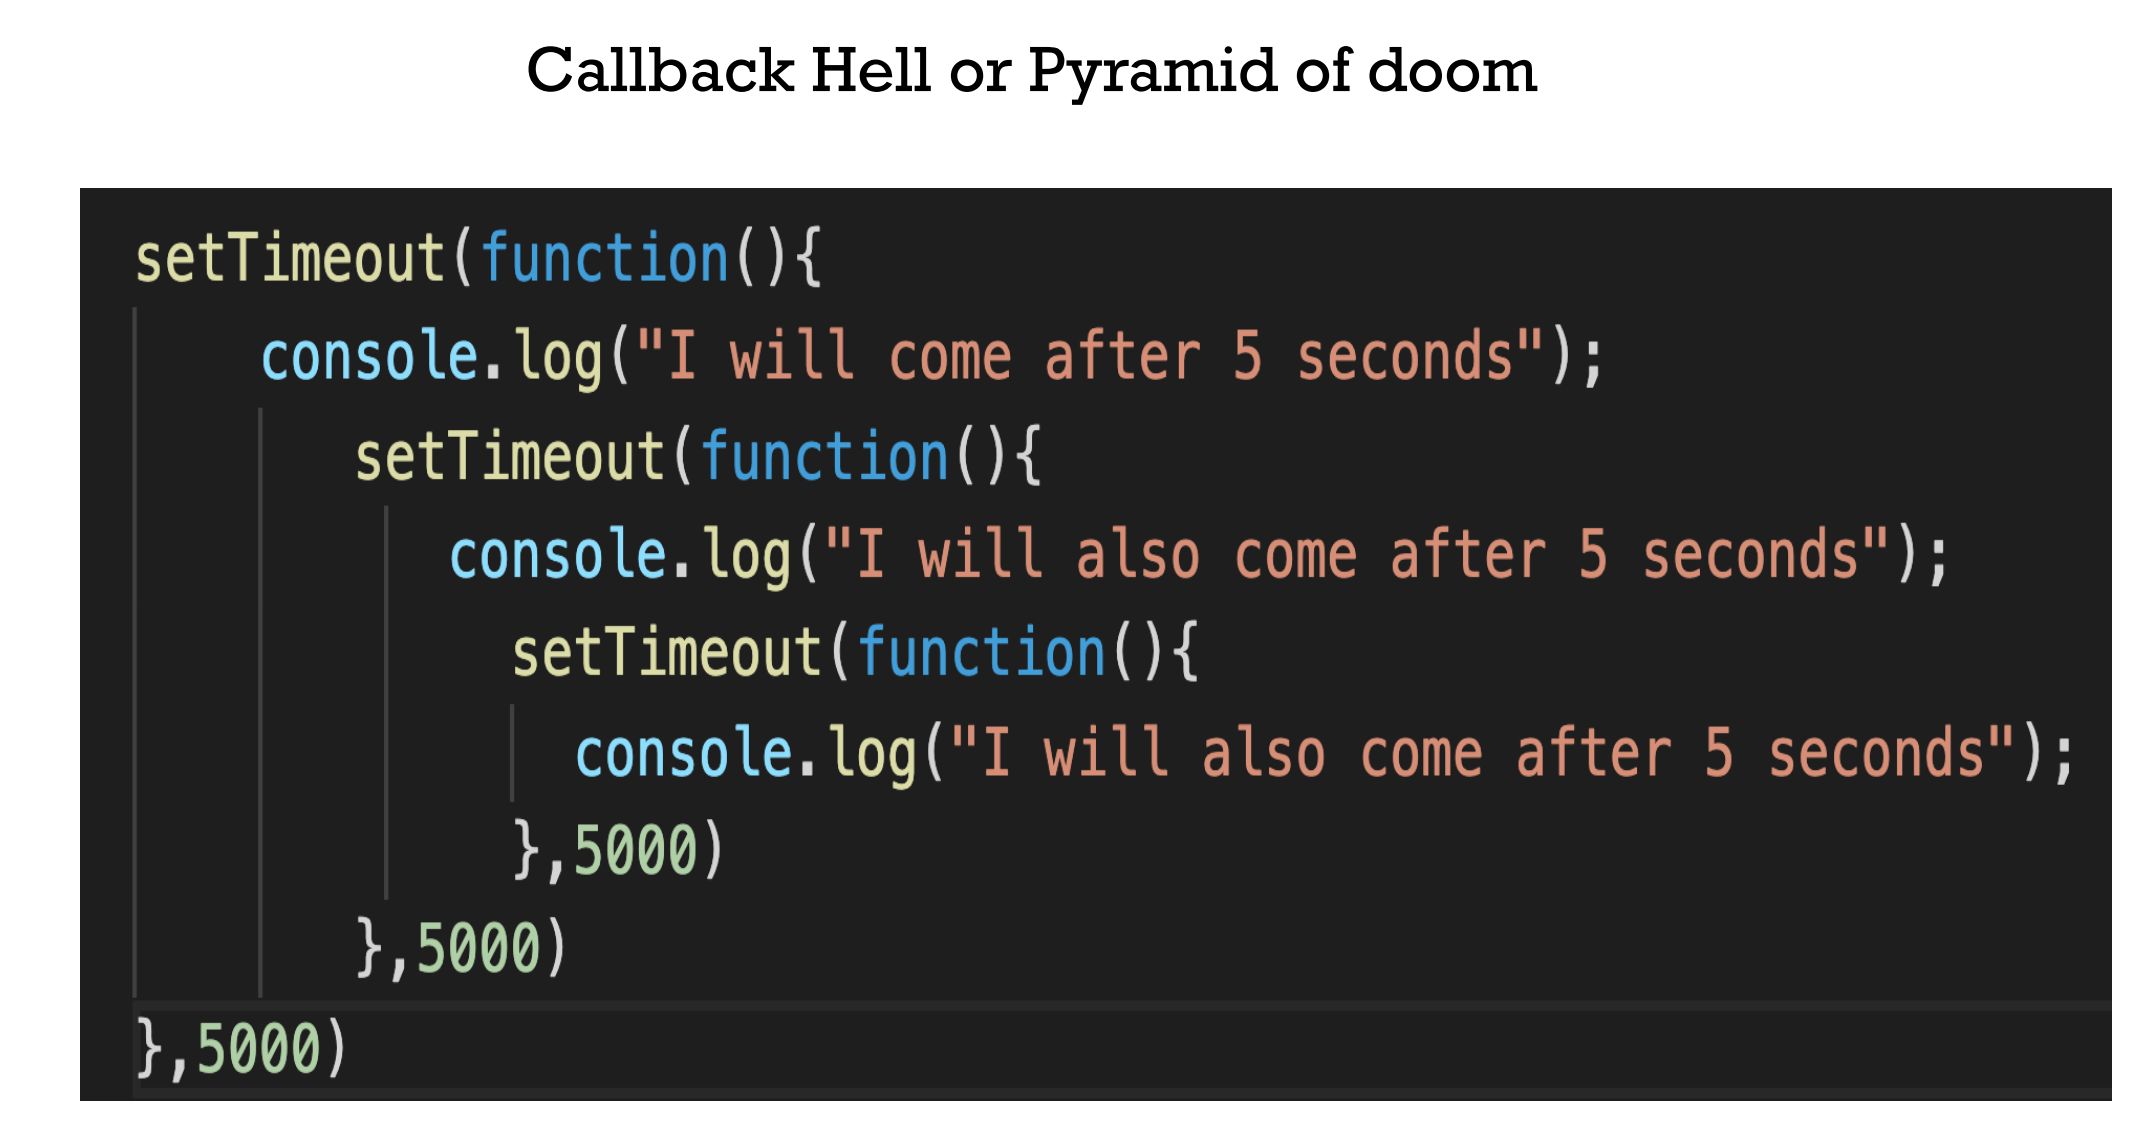 Callback Hell or Pyramid of doom
setTimeout(function(){
console.log("I will come after 5 seconds");
setTimeout(function(){
console.log("I will also come after 5 seconds");
setTimeout(function(){
console.log("I will also come after 5 seconds");
},5000)
},5000)
},5000)